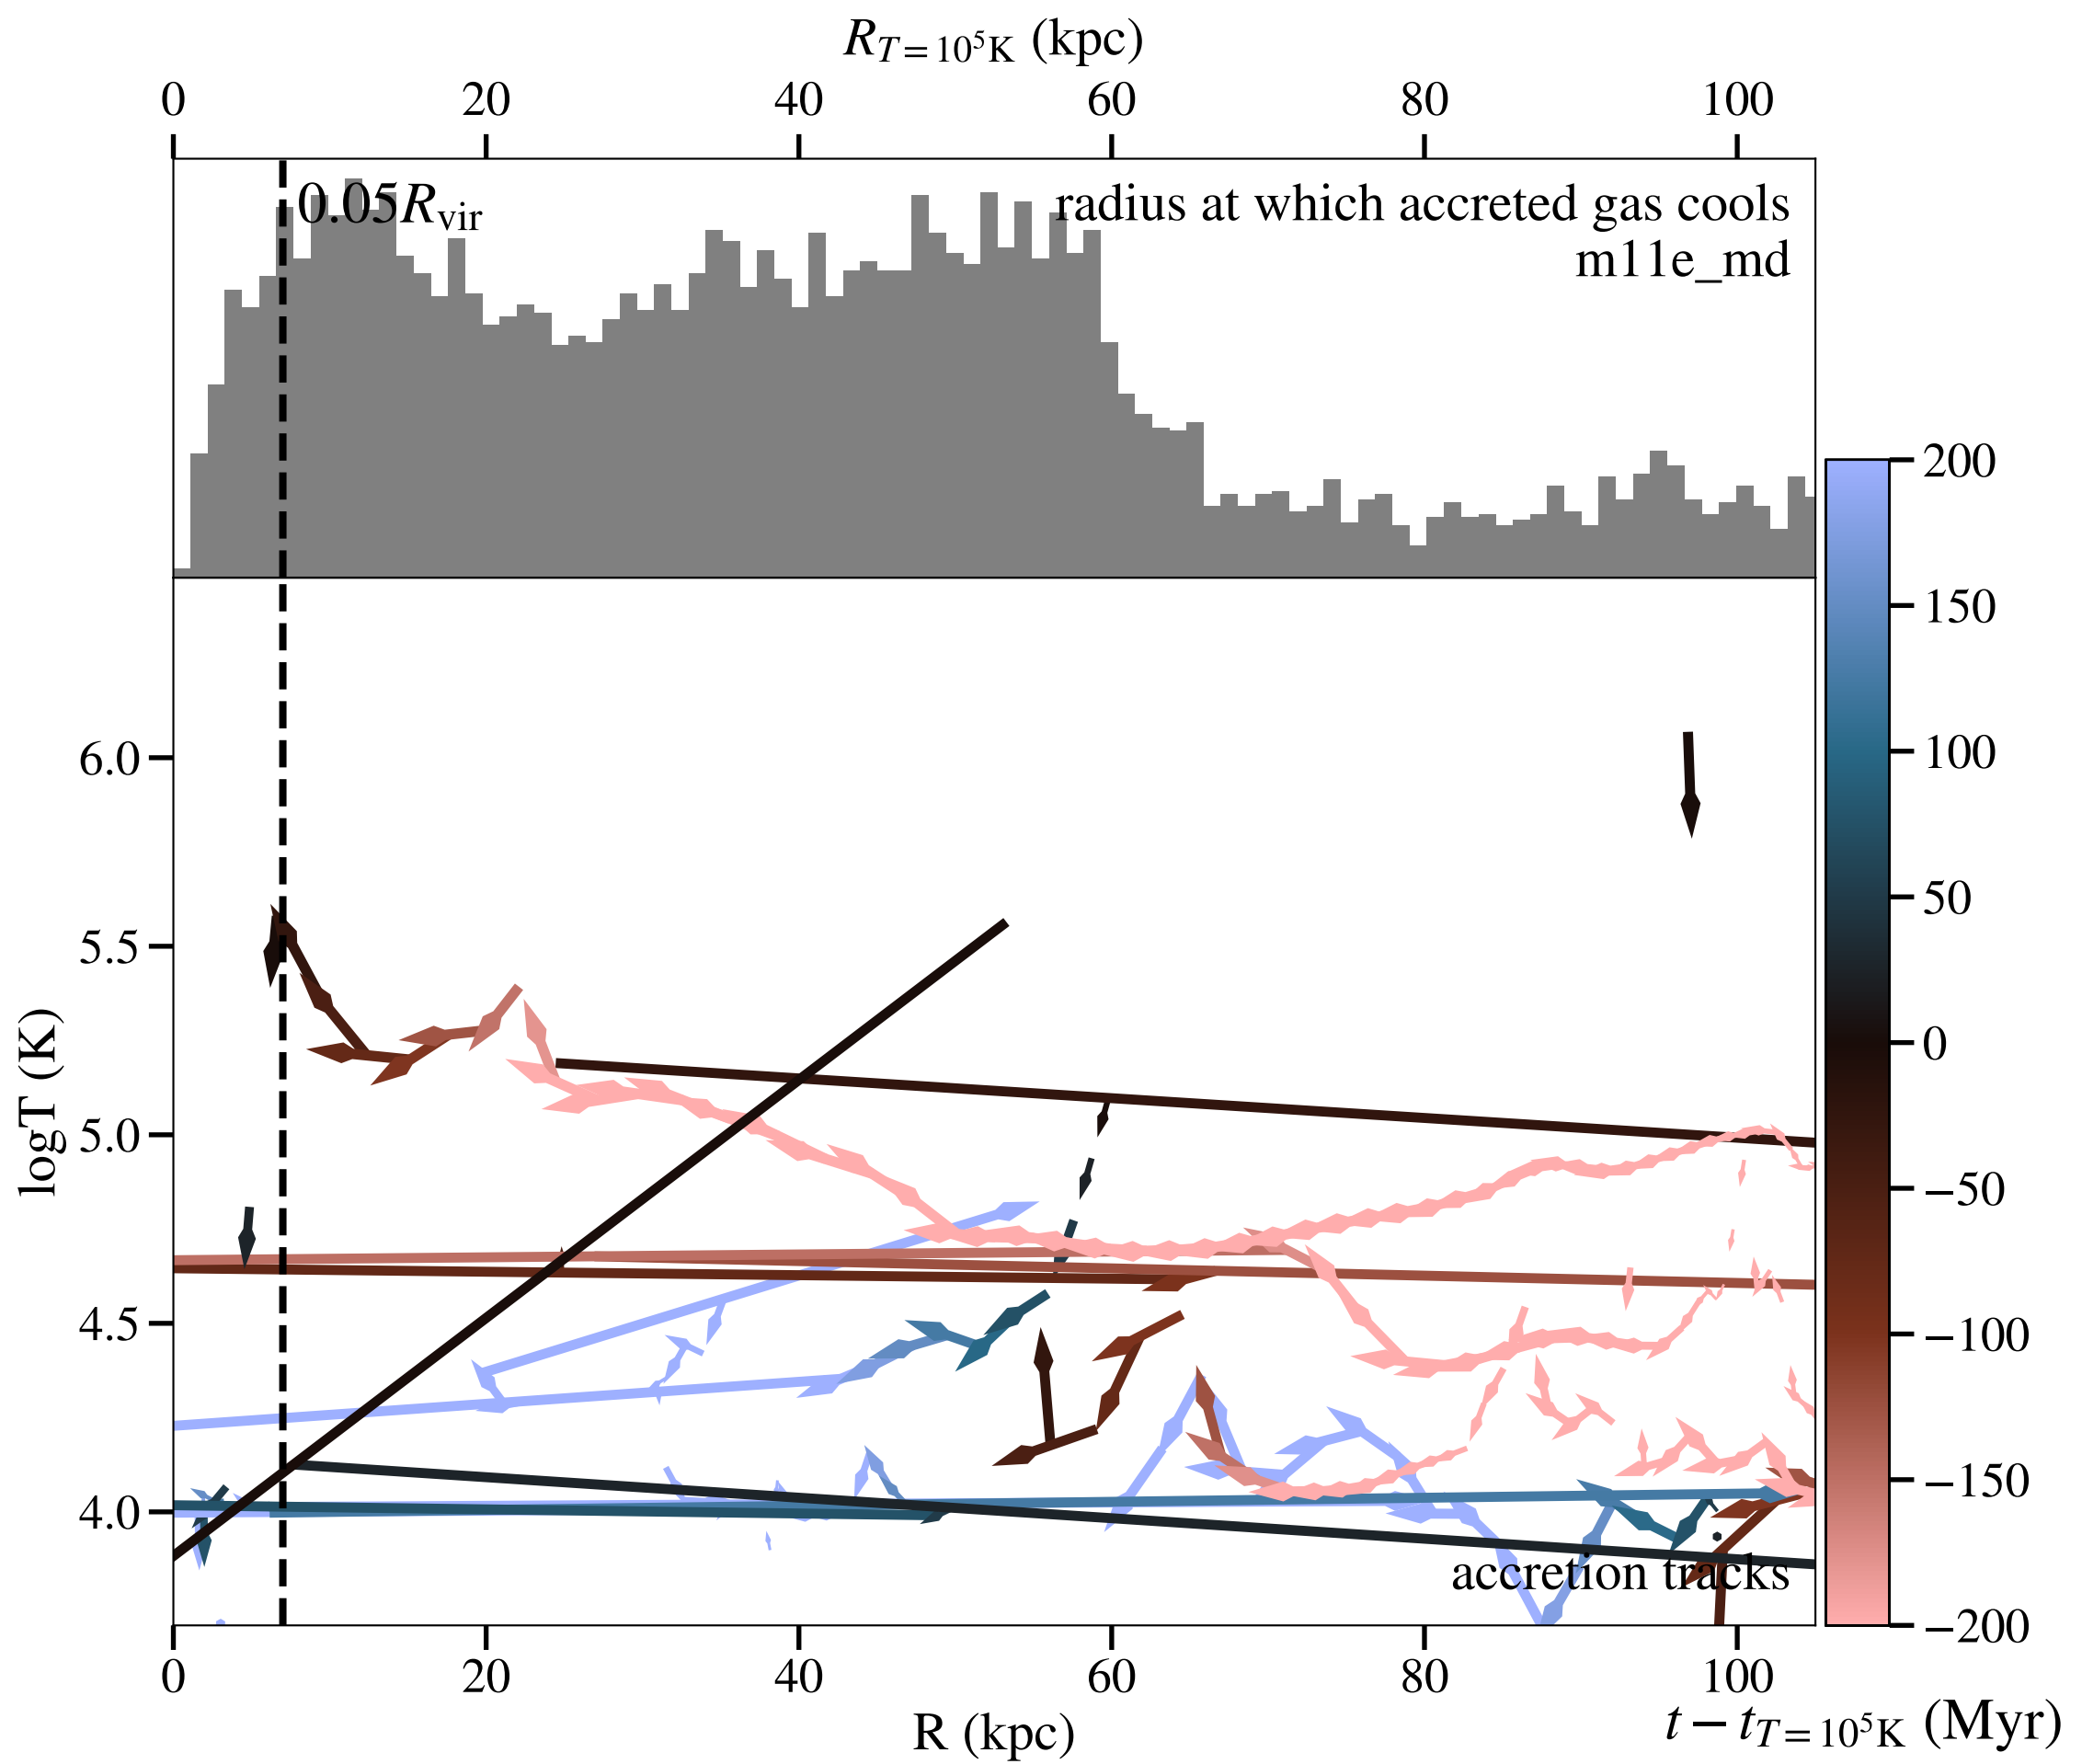 R_{T=10^5K} (kpc)
0 20 40 60 80 100
0.05R_{vir}
radius at which accreted gas cools
m11e_md
6.0
5.5
5.0
4.5
4.0
logT (K)
accretion tracks
0 20 40 60 80 100
R (kpc)
200
150
100
50
0
−50
−100
−150
−200
t − t_{T=10^5K} (Myr)